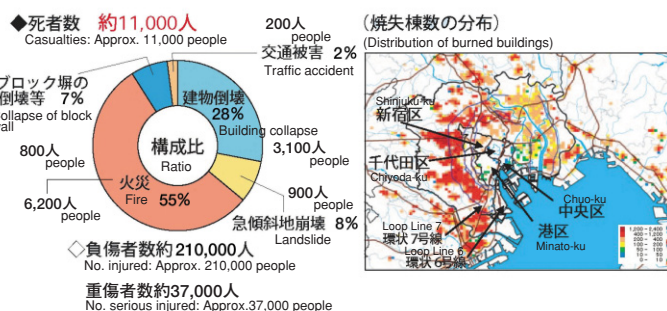 ◆死者数 約11,000人
Casualties: Approx. 11,000 people
200人
people
交通被害 2%
Traffic accident
ブロック塀の
倒壊等 7%
ollapse of block
all
建物倒壊
28%
Building collapse
構成比
Ratio
3,100人
people
800人
people
火災
Fire 55%
6,200人
people
900人
people
急傾斜地崩壊 8%
Landslide
◇負傷者数約210,000人
No. injured: Approx. 210,000 people
重傷者数約37,000人
No. serious injured: Approx.37,000 people
(焼失棟数の分布)
(Distribution of burned buildings)
Shinjuku-ku
新宿区
千代田区
Chiyoda-ku
Chuo-ku
中央区
港区
Minato-ku
Loop Line 7
環状7号線
Loop Line 6
環状6号線